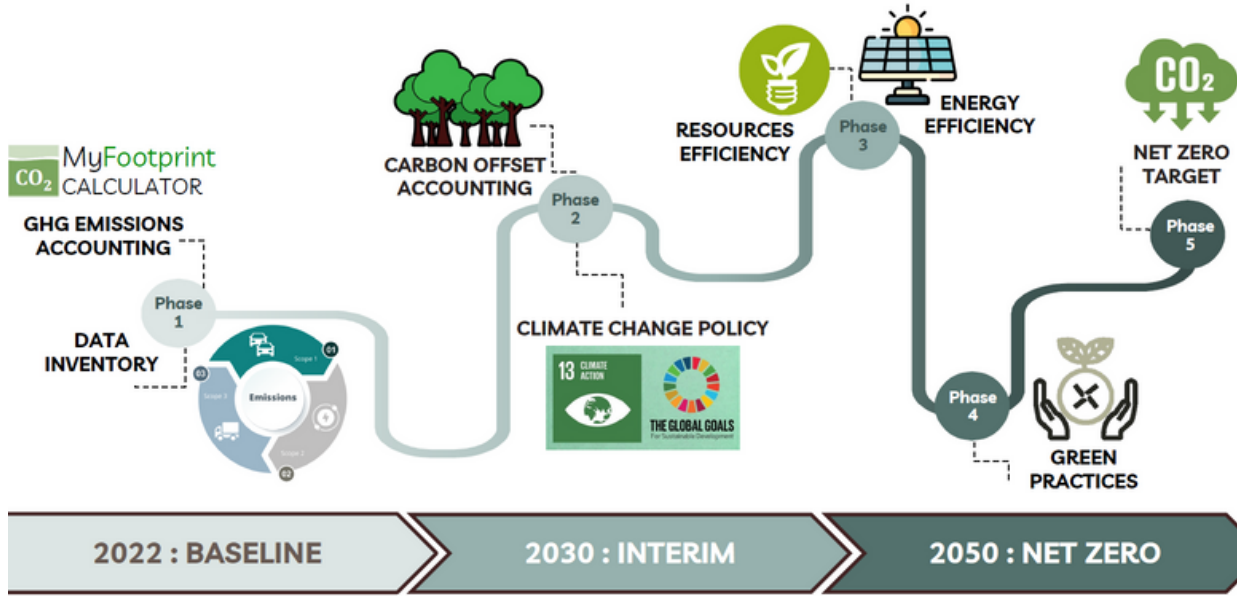 MyFootprint
CO2 CALCULATOR
GHG EMISSIONS
ACCOUNTING
Phase
1
DATA
INVENTORY
Scope 1
01
03
Scope 3
Emissions
Scope 2
02
CARBON OFFSET
ACCOUNTING
Phase
2
CLIMATE CHANGE POLICY
13 CLIMATE
ACTION
THE GLOBAL GOALS
For Sustainable Development
RESOURCES
EFFICIENCY
Phase
3
ENERGY
EFFICIENCY
Phase
4
GREEN
PRACTICES
CO2
NET ZERO
TARGET
Phase
5
2022 : BASELINE
2030 : INTERIM
2050 : NET ZERO